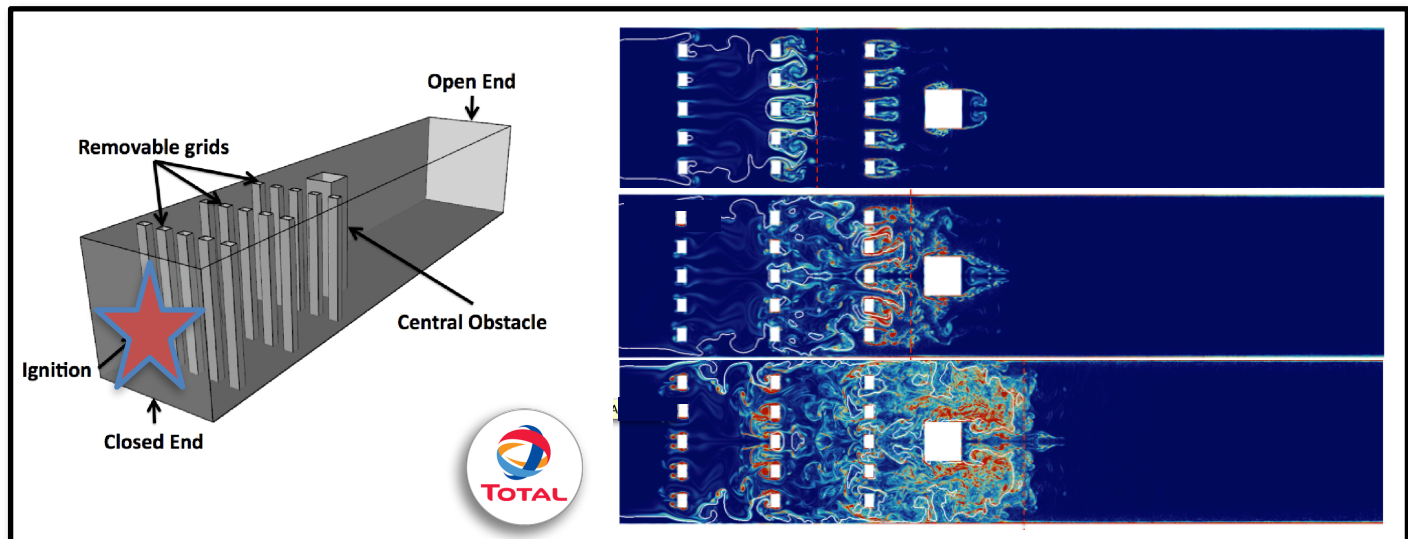 Open End
Removable grids
Central Obstacle
Ignition
Closed End
TOTAL
A